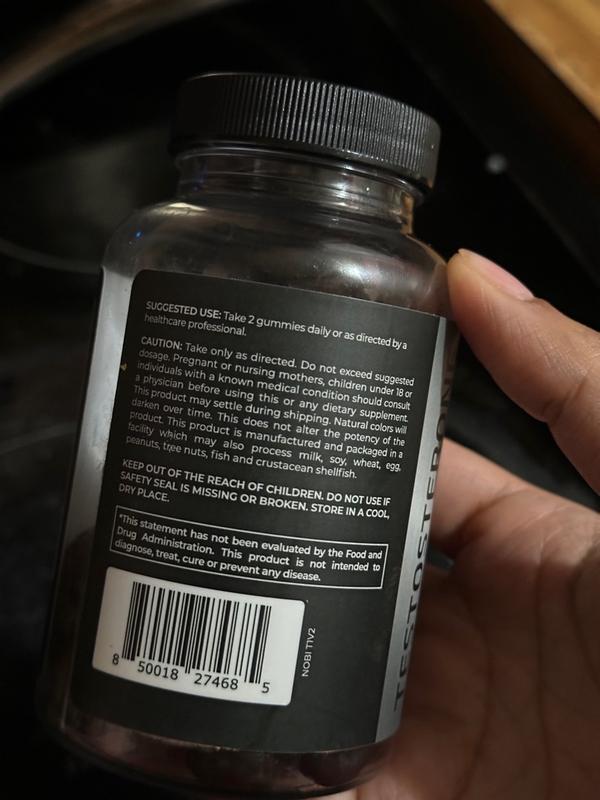 SUGGESTED USE: Take 2 gummies daily or as directed by a
healthcare professional.
CAUTION: Take only as directed. Do not exceed suggested
dosage. Pregnant or nursing mothers, children under 18 or
individuals with a known medical condition should consult
a physician before using this or any dietary supplement.
This product may settle during shipping. Natural colors will
darken over time. This does not alter the potency of the
product. This product is manufactured and packaged in a
facility which may also process milk, soy, wheat, egg,
peanuts, tree nuts, fish and crustacean shellfish.
KEEP OUT OF THE REACH OF CHILDREN. DO NOT USE IF
SAFETY SEAL IS MISSING OR BROKEN. STORE IN A COOL,
DRY PLACE.
*This statement has not been evaluated by the Food and
Drug Administration. This product is not intended to
diagnose, treat, cure or prevent any disease.
8 50018 27468 5
NOBI T1V2
TESTOSTERONE